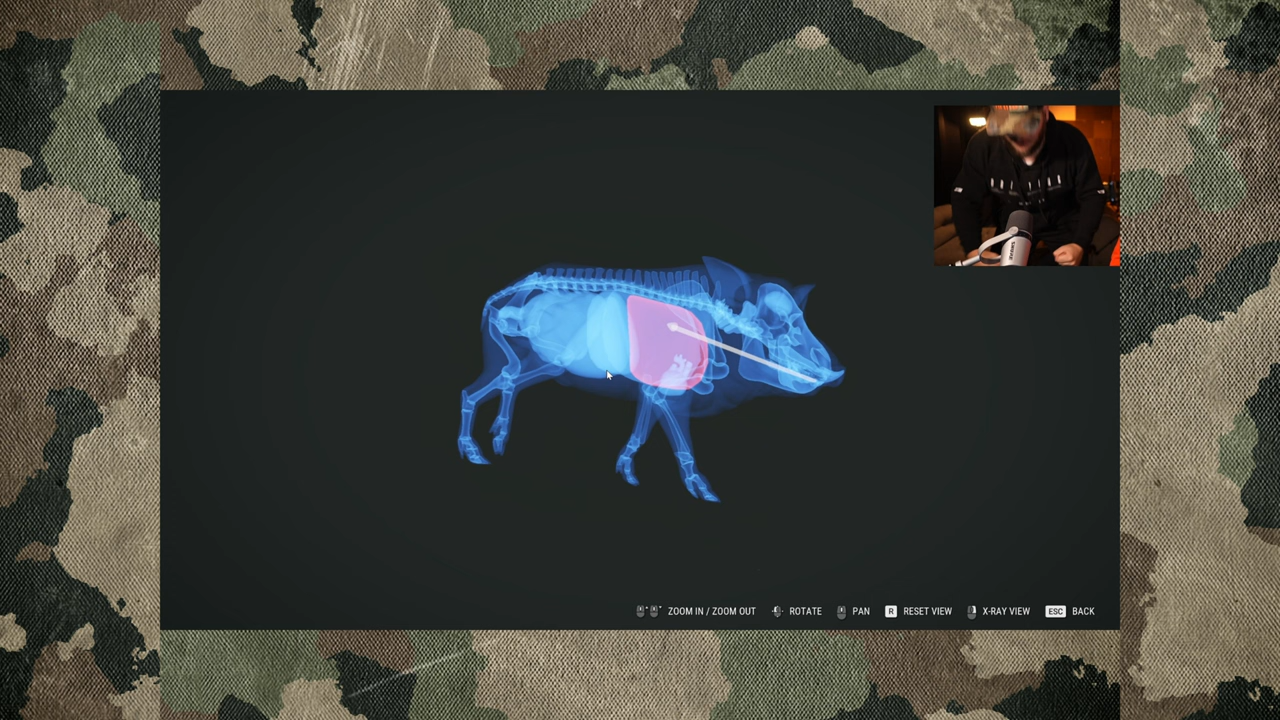 ZOOM IN / ZOOM OUT ROTATE PAN R RESET VIEW X-RAY VIEW ESC BACK